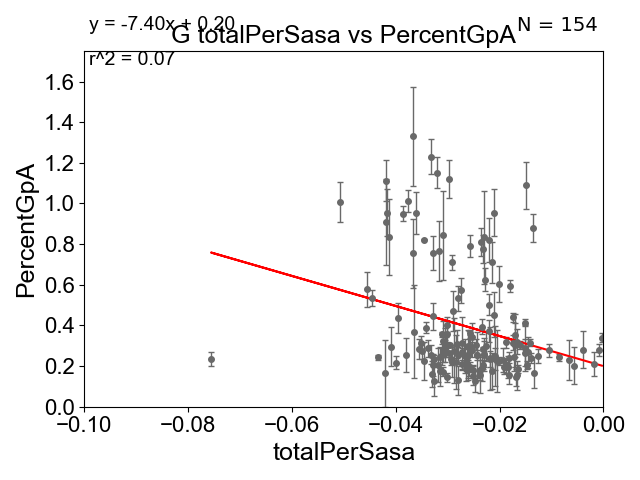 y = -7.40x + 0.20
N = 154
G totalPerSasa vs PercentGpA
r^2 = 0.07
PercentGpA
1.6
1.4
1.2
1.0
0.8
0.6
0.4
0.2
0.0
−0.10 −0.08 −0.06 −0.04 −0.02 0.00
totalPerSasa